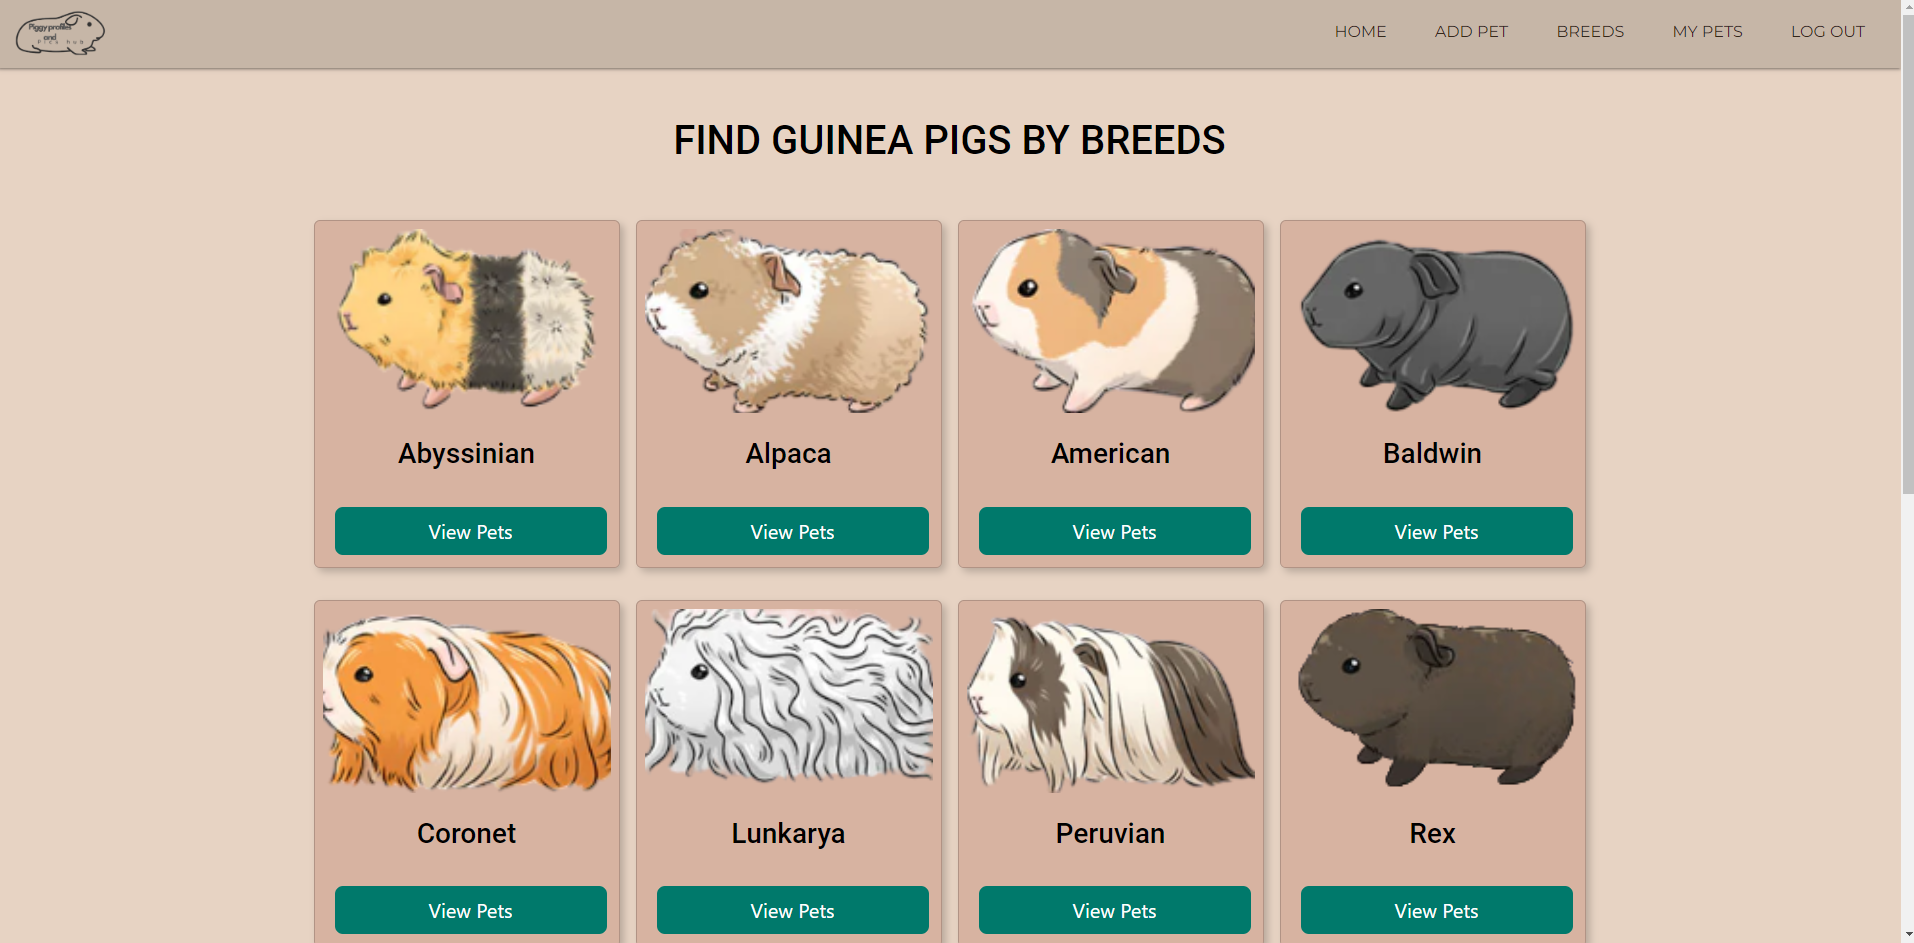 Piggy profiles
and
Pics hub
HOME
ADD PET
BREEDS
MY PETS
LOG OUT
FIND GUINEA PIGS BY BREEDS
Abyssinian
Alpaca
American
Baldwin
View Pets
View Pets
View Pets
View Pets
Coronet
Lunkarya
Peruvian
Rex
View Pets
View Pets
View Pets
View Pets